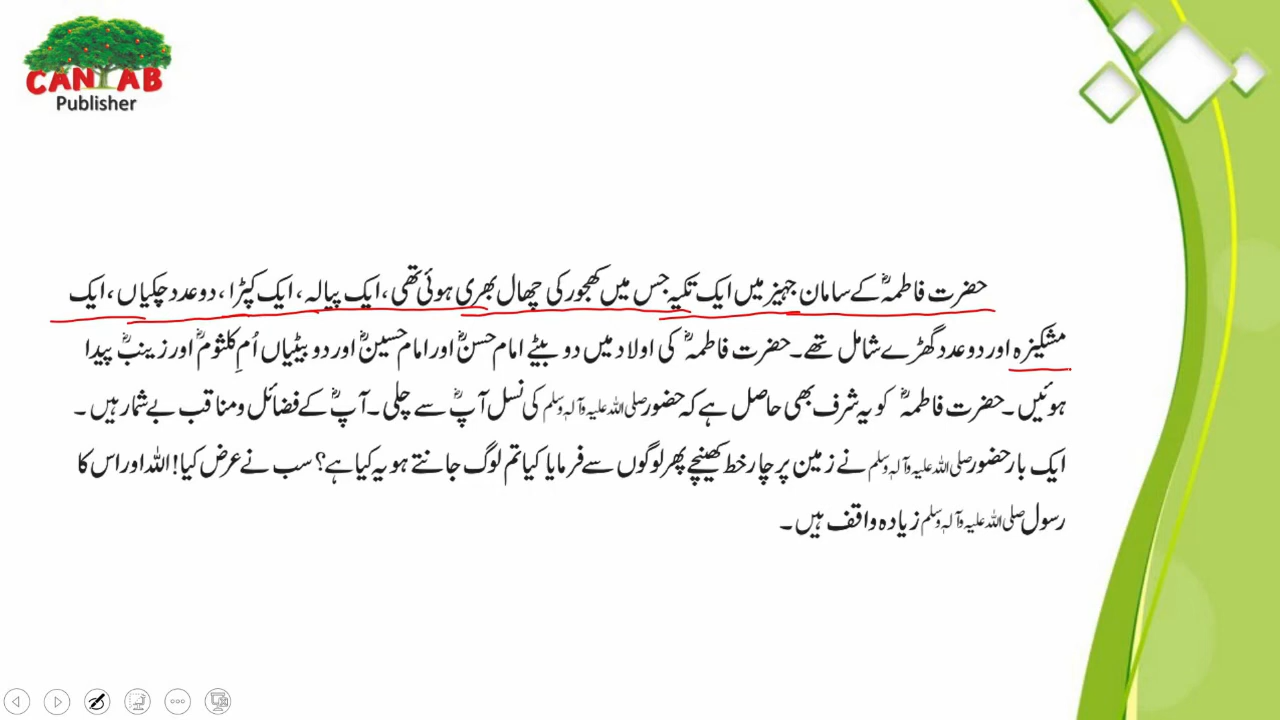 CANTAB
Publisher
حضرت فاطمہؓ کے سامان جہیز میں ایک تکیہ جس میں کھجور کی چھال بھری ہوئی تھی، ایک پیالہ، ایک کپڑا، دو عدد چکیاں، ایک
مشکیزہ اور دو عدد گھڑے شامل تھے۔ حضرت فاطمہؓ کی اولاد میں دو بیٹے امام حسنؓ اور امام حسینؓ اور دو بیٹیاں اُمِ کلثومؓ اور زینبؓ پیدا
ہوئیں۔ حضرت فاطمہؓ کو یہ شرف بھی حاصل ہے کہ حضور صلی اللہ علیہ وآلہٖ وسلم کی نسل آپؓ سے چلی۔ آپؓ کے فضائل ومناقب بے شمار ہیں۔
ایک بار حضور صلی اللہ علیہ وآلہٖ وسلم نے زمین پر چار خط کھینچے پھر لوگوں سے فرمایا کیا تم لوگ جانتے ہو یہ کیا ہے؟ سب نے عرض کیا! اللہ اور اس کا
رسول صلی اللہ علیہ وآلہٖ وسلم زیادہ واقف ہیں۔